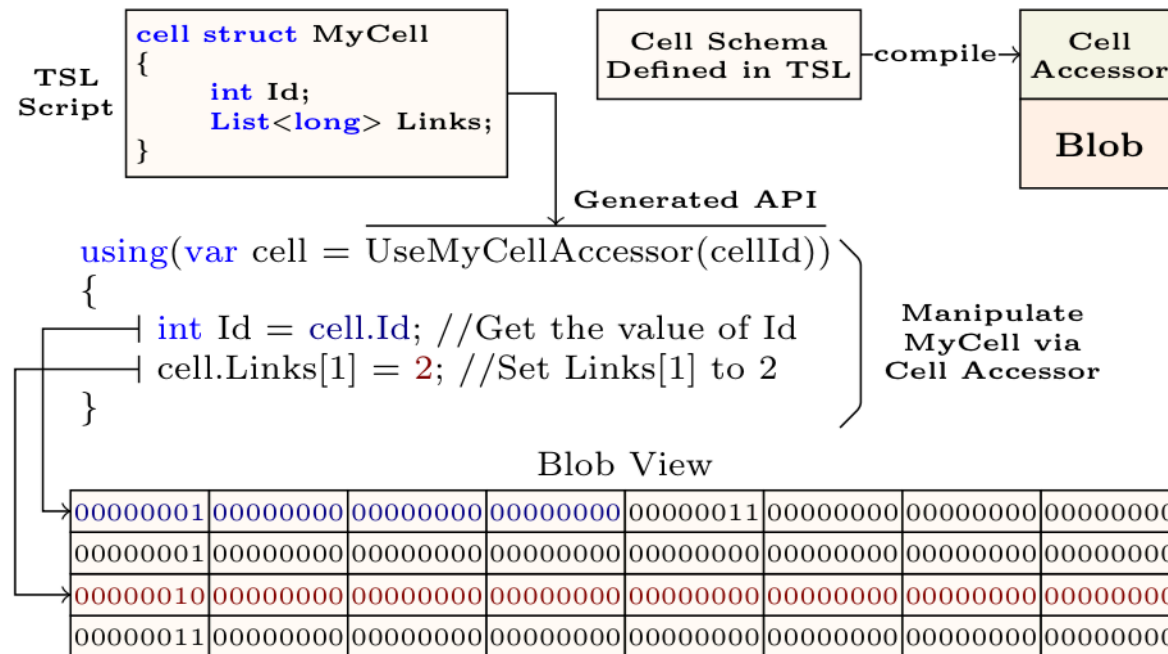 TSL
Script
cell struct MyCell
{
int Id;
List<long> Links;
}
Cell Schema
Defined in TSL
compile
Cell
Accessor
Blob
Generated API
using(var cell = UseMyCellAccessor(cellId))
{
int Id = cell.Id; //Get the value of Id
cell.Links[1] = 2; //Set Links[1] to 2
}
Manipulate
MyCell via
Cell Accessor
Blob View
00000001 00000000 00000000 00000000 00000011 00000000 00000000 00000000
00000001 00000000 00000000 00000000 00000000 00000000 00000000 00000000
00000010 00000000 00000000 00000000 00000000 00000000 00000000 00000000
00000011 00000000 00000000 00000000 00000000 00000000 00000000 00000000